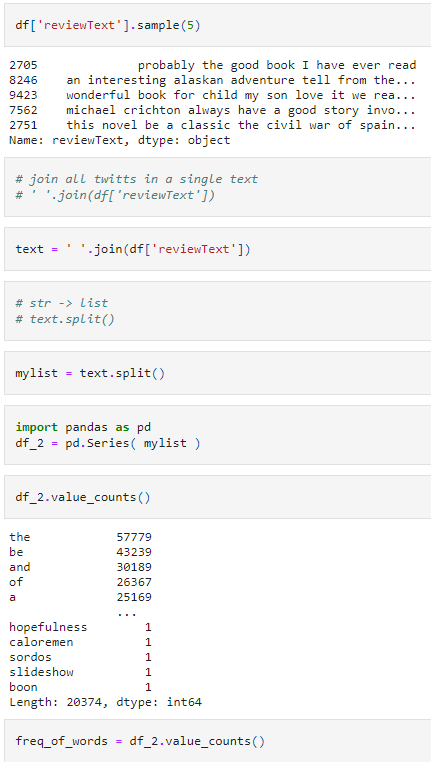 df['reviewText'].sample(5)
2705 probably the good book I have ever read
8246 an interesting alaskan adventure tell from the...
9423 wonderful book for child my son love it we rea...
7562 michael crichton always have a good story invo...
2751 this novel be a classic the civil war of spain...
Name: reviewText, dtype: object
# join all twitts in a single text
# ' '.join(df['reviewText'])
text = ' '.join(df['reviewText'])
# str -> list
# text.split()
mylist = text.split()
import pandas as pd
df_2 = pd.Series( mylist )
df_2.value_counts()
the 57779
be 43239
and 30189
of 26367
a 25169
...
hopefulness 1
caloremen 1
sordos 1
slideshow 1
boon 1
Length: 20374, dtype: int64
freq_of_words = df_2.value_counts()